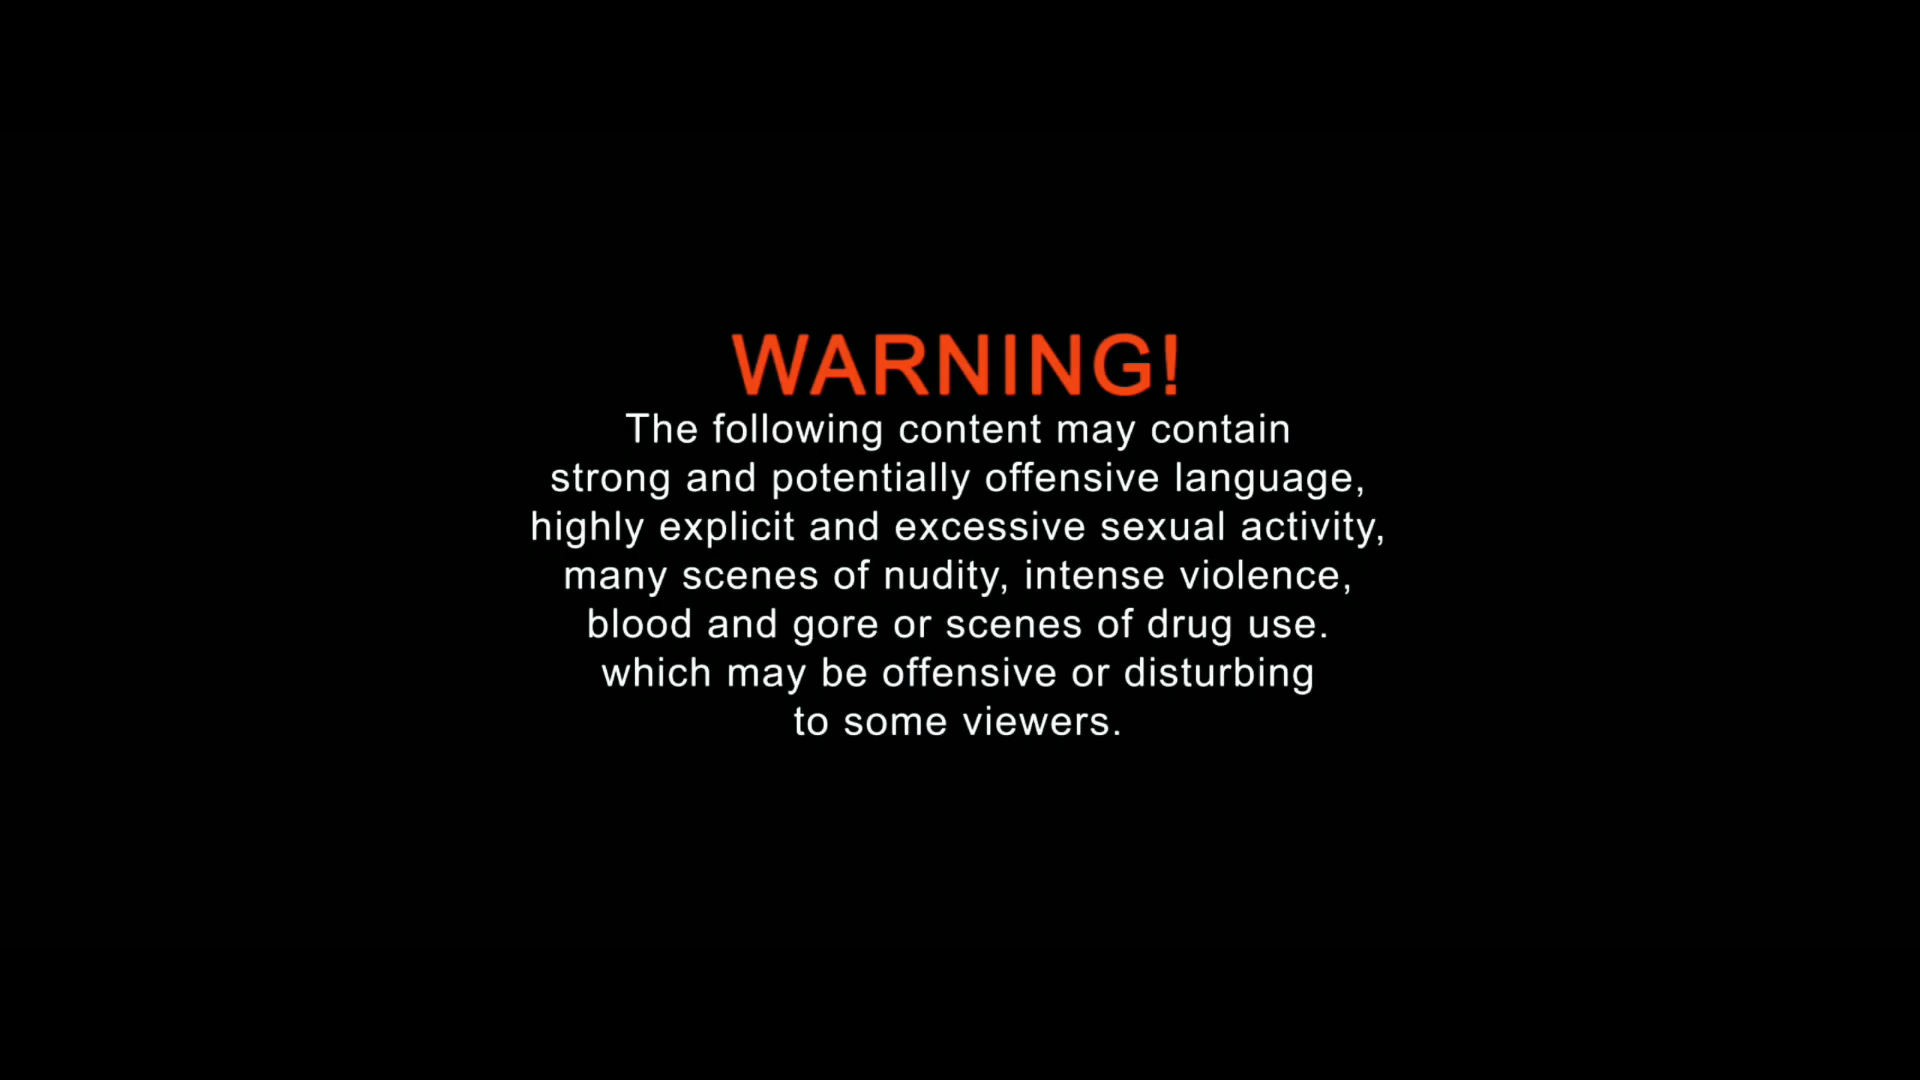 WARNING!
The following content may contain
strong and potentially offensive language,
highly explicit and excessive sexual activity,
many scenes of nudity, intense violence,
blood and gore or scenes of drug use.
which may be offensive or disturbing
to some viewers.